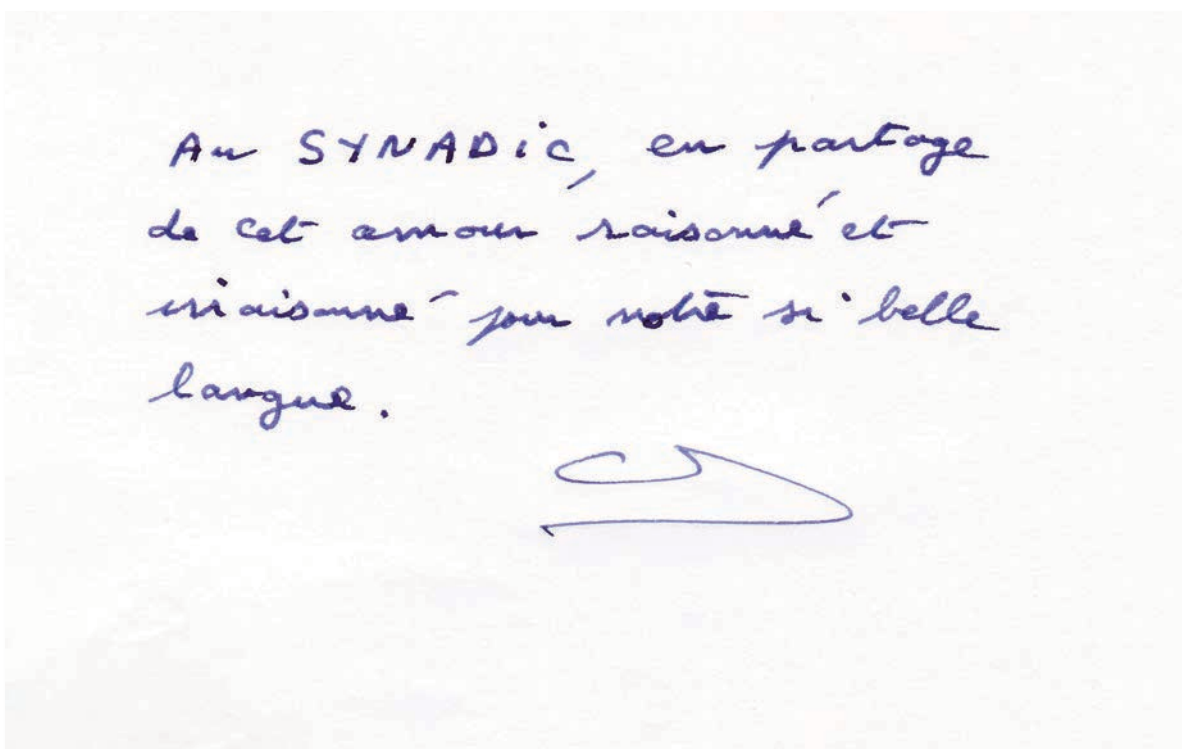 Au SYNADiC, en partage
de cet amour raisonné et
irraisonné pour notre si belle
langue.